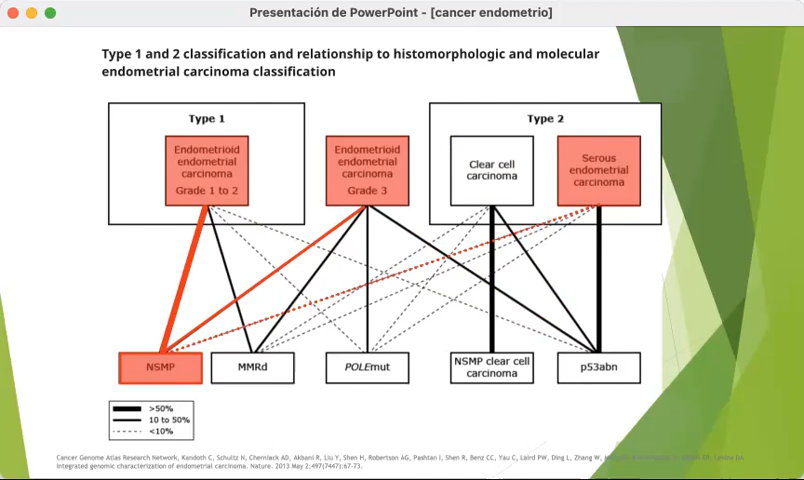 Presentación de PowerPoint - [cancer endometrio]
Type 1 and 2 classification and relationship to histomorphologic and molecular
endometrial carcinoma classification
Type 1
Type 2
Endometrioid
endometrial
carcinoma
Grade 1 to 2
Endometrioid
endometrial
carcinoma
Grade 3
Clear cell
carcinoma
Serous
endometrial
carcinoma
NSMP
MMRd
POLEmut
NSMP clear cell
carcinoma
p53abn
>50%
10 to 50%
<10%
Cancer Genome Atlas Research Network, Kandoth C, Schultz N, Cherniack AD, Akbani R, Liu Y, Shen H, Robertson AG, Pashtan I, Shen R, Benz CC, Yau C, Laird PW, Ding L, Zhang W,
Integrated genomic characterization of endometrial carcinoma. Nature. 2013 May 2;497(7447):67-73.